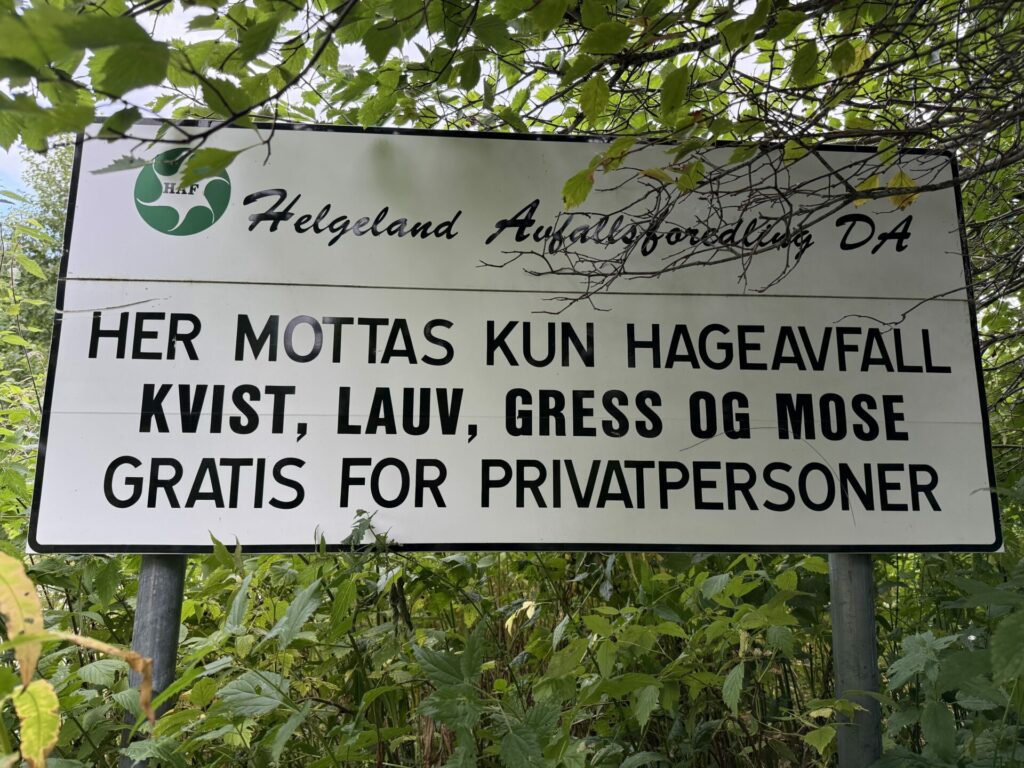 HAF
Helgeland Avfallsforedling DA
HER MOTTAS KUN HAGEAVFALL
KVIST, LAUV, GRESS OG MOSE
GRATIS FOR PRIVATPERSONER